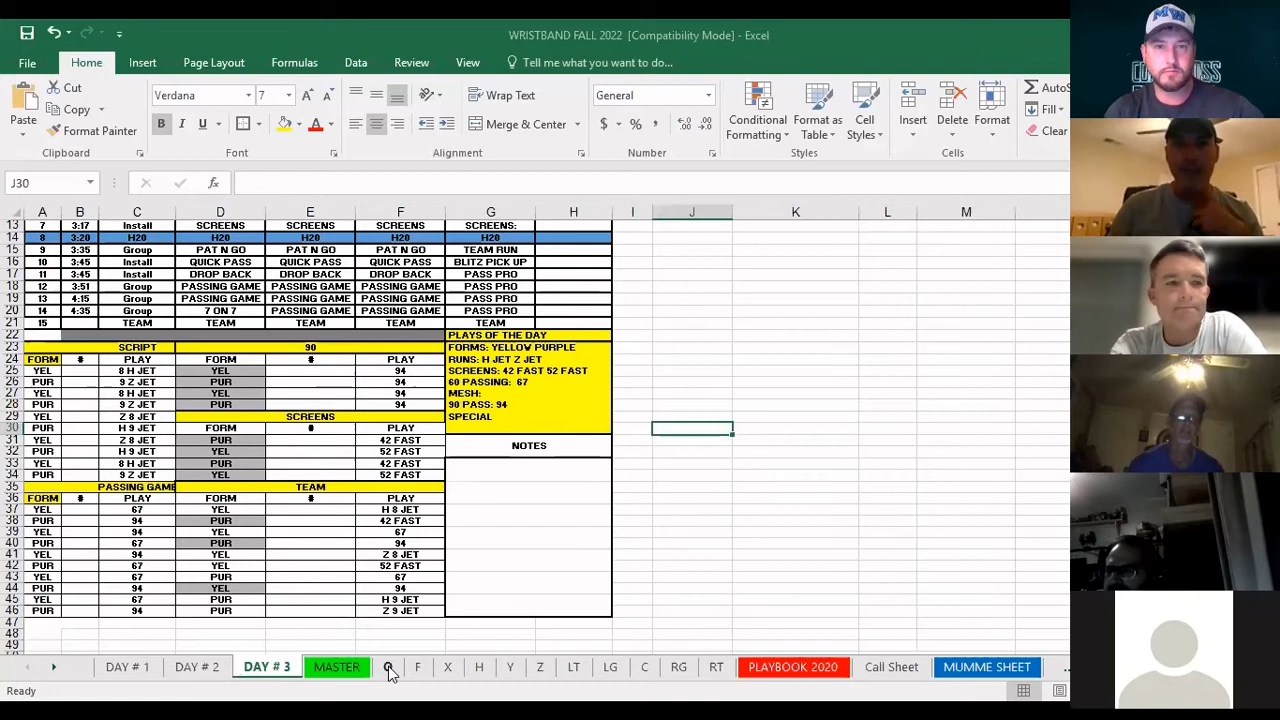 WRISTBAND FALL 2022 [Compatibility Mode] - Excel
File Home Insert Page Layout Formulas Data Review View Tell me what you want to do...
Cut Verdana 7 Wrap Text General AutoS
Copy Fill
Paste Format Painter B I U A Merge & Center $ % Conditional Formatting Format as Table Cell Styles Insert Delete Format Clear
Clipboard Font Alignment Number Styles Cells
J30 fx
A B C D E F G H I J K L M
13 7 3:17 Install SCREENS SCREENS SCREENS SCREENS:
14 8 3:20 H20 H20 H20 H20 H20
15 9 3:35 Group PAT N GO PAT N GO PAT N GO TEAM RUN
16 10 3:45 Install QUICK PASS QUICK PASS QUICK PASS BLITZ PICK UP
17 11 3:45 Install DROP BACK DROP BACK DROP BACK PASS PRO
18 12 3:51 Group PASSING GAME PASSING GAME PASSING GAME PASS PRO
19 13 4:15 Group PASSING GAME PASSING GAME PASSING GAME PASS PRO
20 14 4:35 Group 7 ON 7 PASSING GAME PASSING GAME PASS PRO
21 15 TEAM TEAM TEAM TEAM TEAM
22 PLAYS OF THE DAY
23 SCRIPT 90 FORMS: YELLOW PURPLE
24 FORM # PLAY FORM # PLAY RUNS: H JET Z JET
25 YEL 8 H JET YEL 94 SCREENS: 42 FAST 52 FAST
26 PUR 9 Z JET PUR 94 60 PASSING: 67
27 YEL 8 H JET YEL 94 MESH:
28 PUR 9 Z JET PUR 94 90 PASS: 94
29 YEL Z 8 JET SCREENS SPECIAL
30 PUR H 9 JET FORM # PLAY
31 YEL Z 8 JET PUR 42 FAST NOTES
32 PUR H 9 JET YEL 52 FAST
33 YEL 8 H JET PUR 42 FAST
34 PUR 9 Z JET YEL 52 FAST
35 PASSING GAME TEAM
36 FORM # PLAY FORM # PLAY
37 YEL 67 YEL H 8 JET
38 PUR 94 PUR 42 FAST
39 YEL 94 YEL 67
40 PUR 67 PUR 94
41 YEL 94 YEL Z 8 JET
42 PUR 67 YEL 52 FAST
43 YEL 67 PUR 67
44 PUR 94 YEL 94
45 YEL 67 PUR H 9 JET
46 PUR 94 PUR Z 9 JET
47
48
49
DAY # 1 DAY # 2 DAY # 3 MASTER F X H Y Z LT LG C RG RT PLAYBOOK 2020 Call Sheet MUMME SHEET ...
Ready
MW